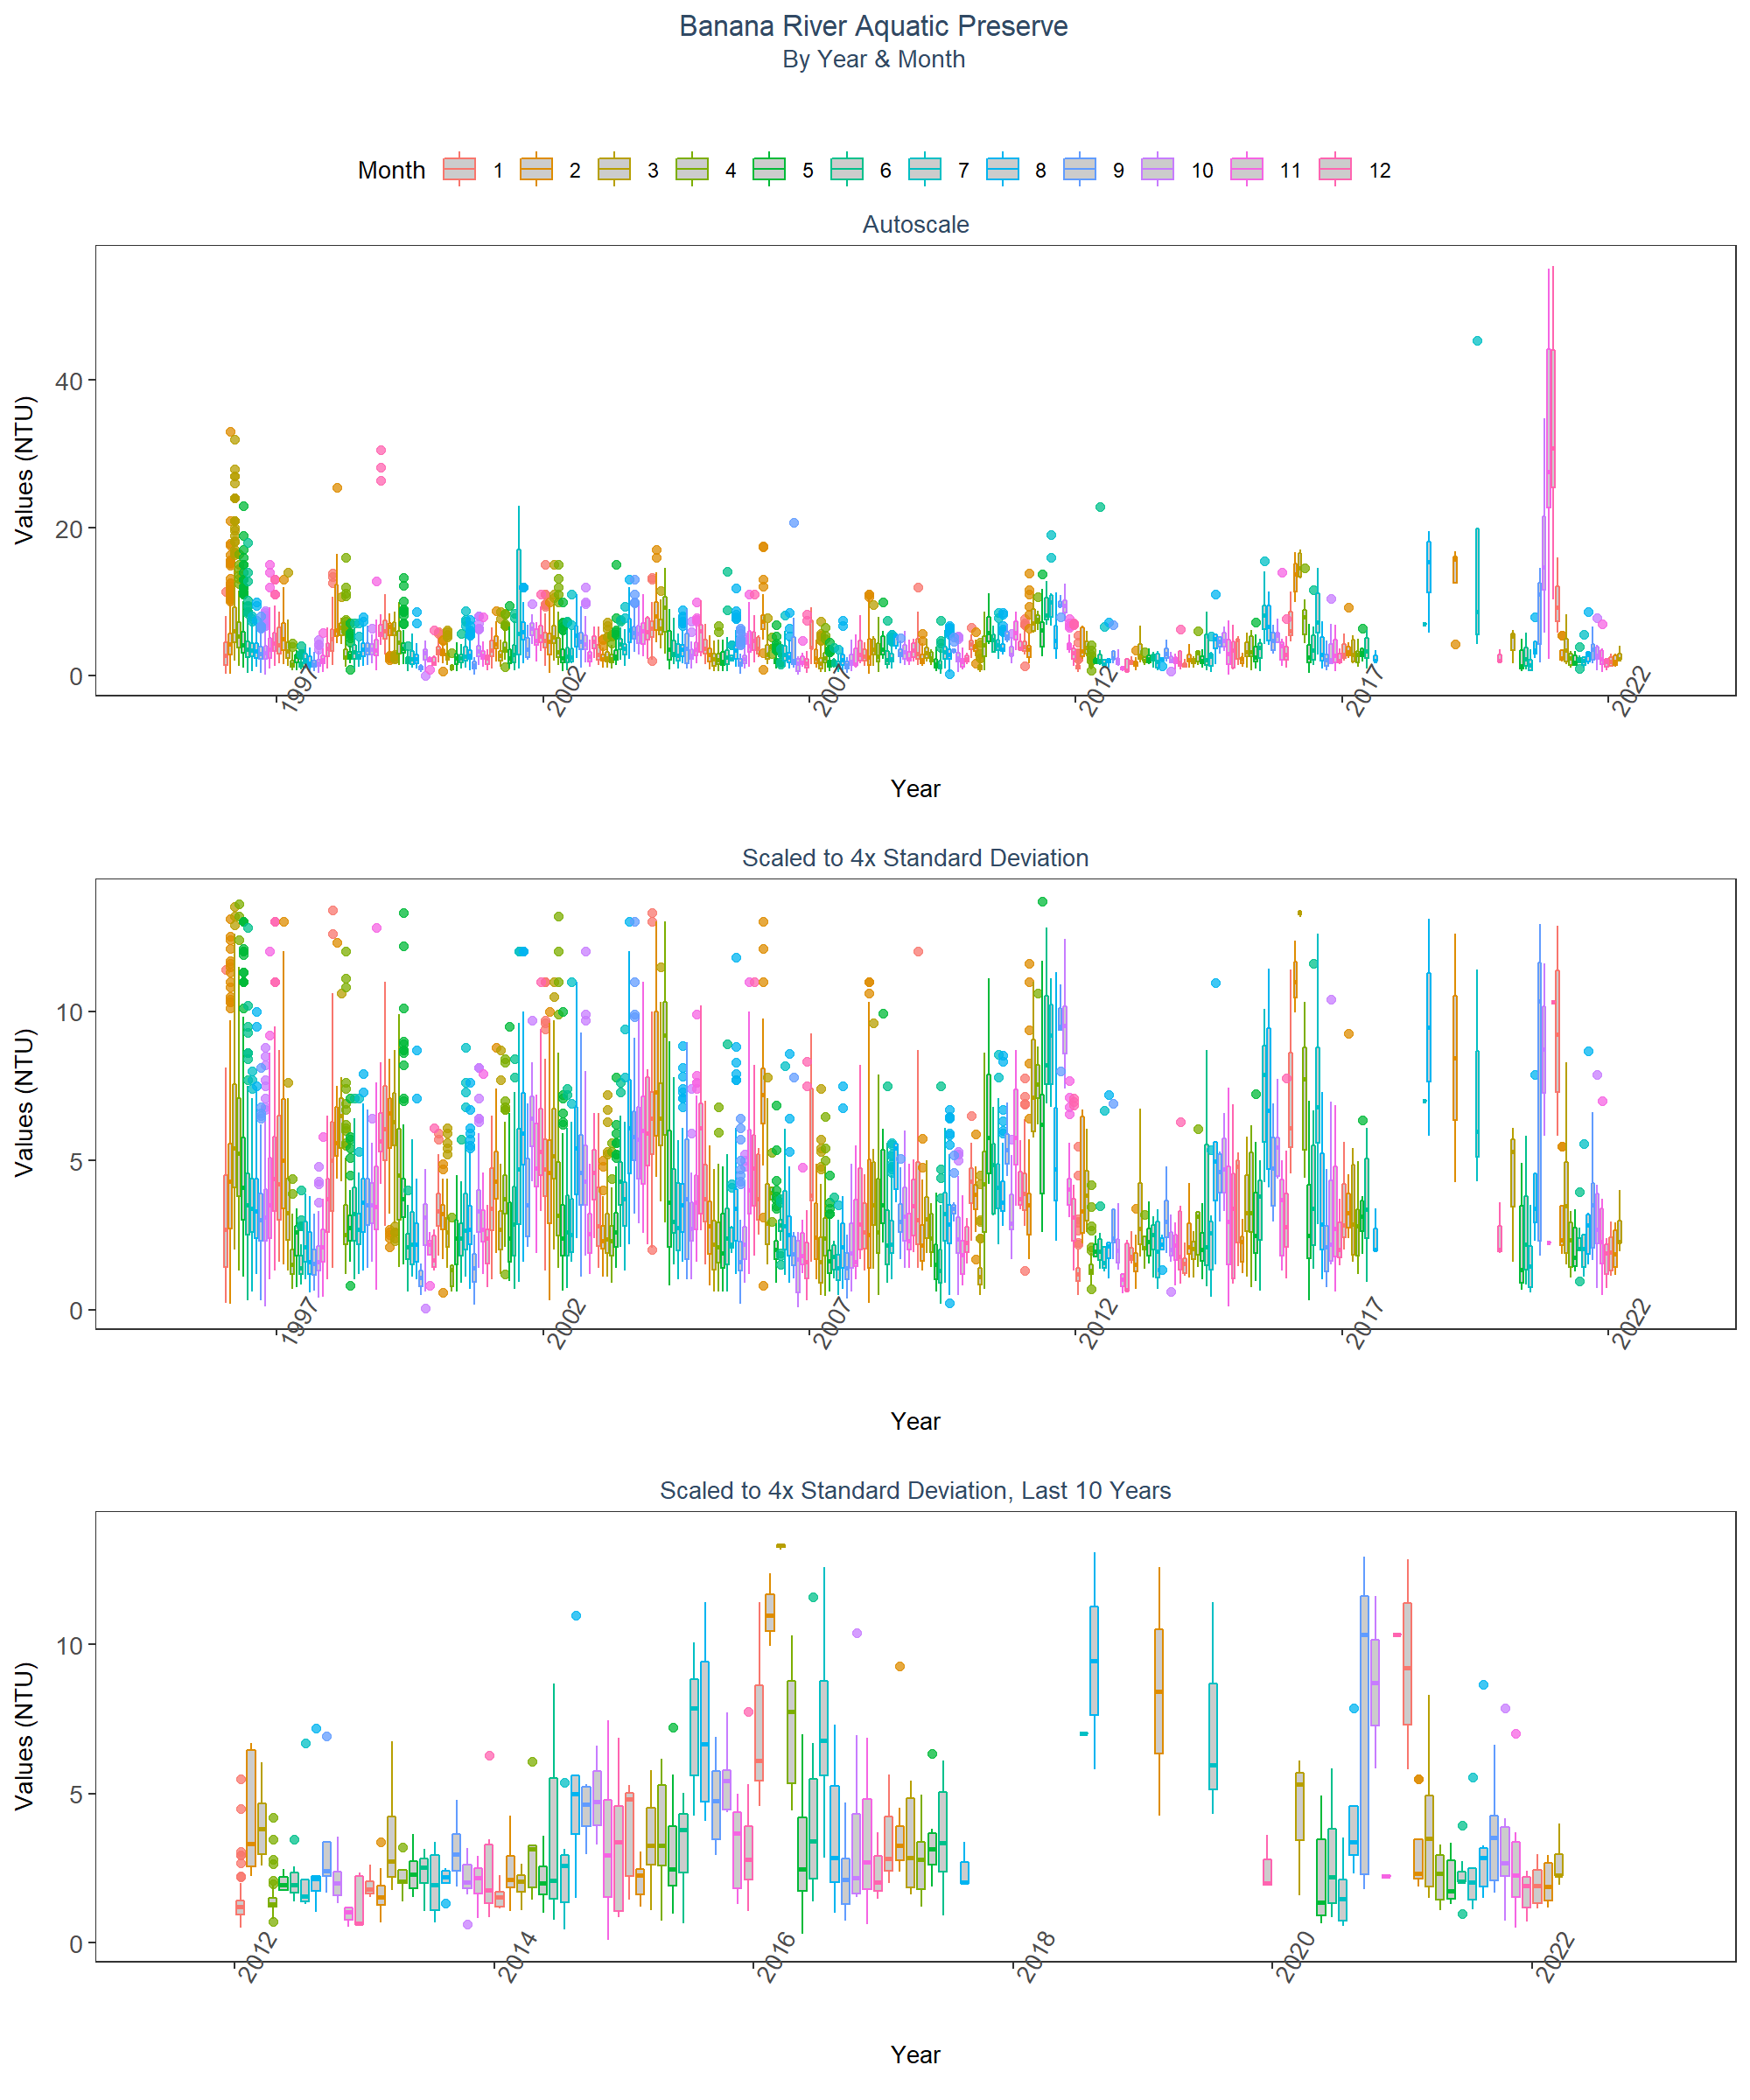 Banana River Aquatic Preserve
By Year & Month
Month 1 2 3 4 5 6 7 8 9 10 11 12
Autoscale
Values (NTU)
40
20
0
1997 2002 2007 2012 2017 2022
Year
Scaled to 4x Standard Deviation
Values (NTU)
10
5
0
1997 2002 2007 2012 2017 2022
Year
Scaled to 4x Standard Deviation, Last 10 Years
Values (NTU)
10
5
0
2012 2014 2016 2018 2020 2022
Year